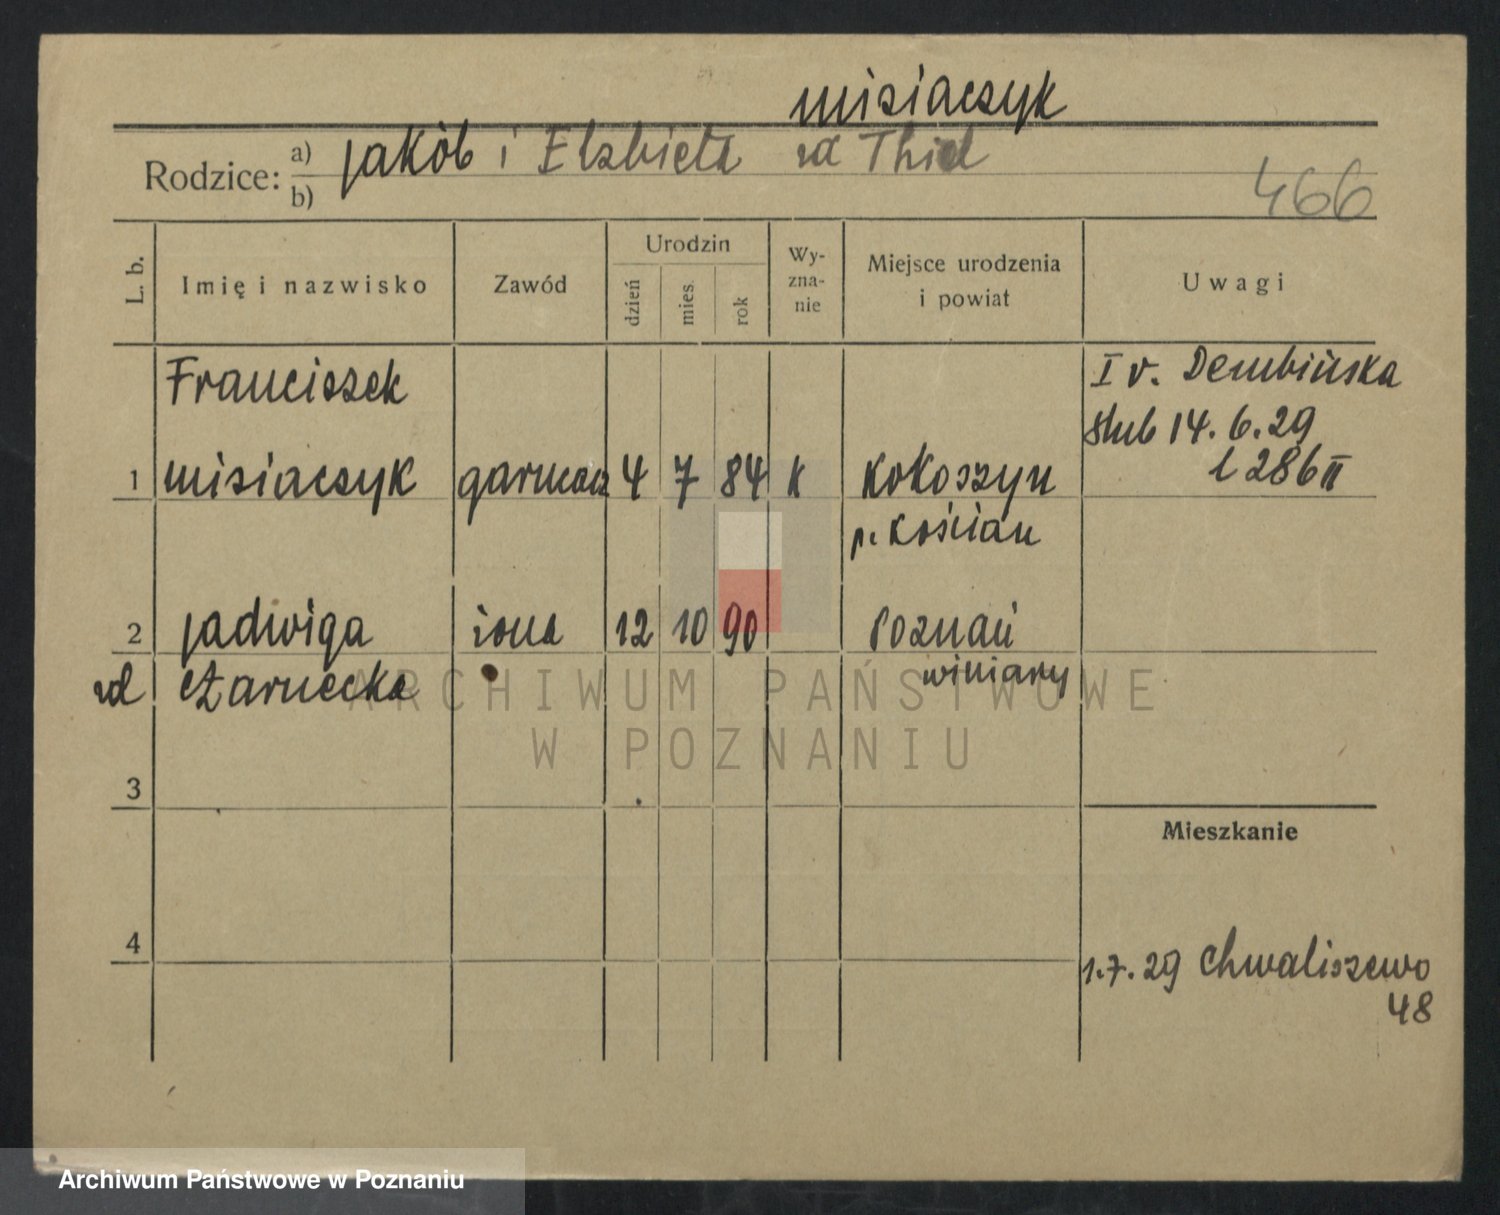 misiaczyk
Rodzice: a) Jakób i Elżbieta zd Thiel
b)
466
L. b. Imię i nazwisko Zawód Urodzin dzień mies. rok Wy-zna-nie Miejsce urodzenia i powiat Uwagi
Franciszek I v. Dembińska
ślub 14. 6. 29
1 misiaczyk garncarz 4 7 84 k Kokoszyn l 286 II
p. Kościan
2 Jadwiga żona 12 10 90 Poznań
zd Czarnecka winiary
3
Mieszkanie
4
1.7.29 Chwaliszewo
48
ARCHIWUM PAŃSTWOWE
W POZNANIU
Archiwum Państwowe w Poznaniu